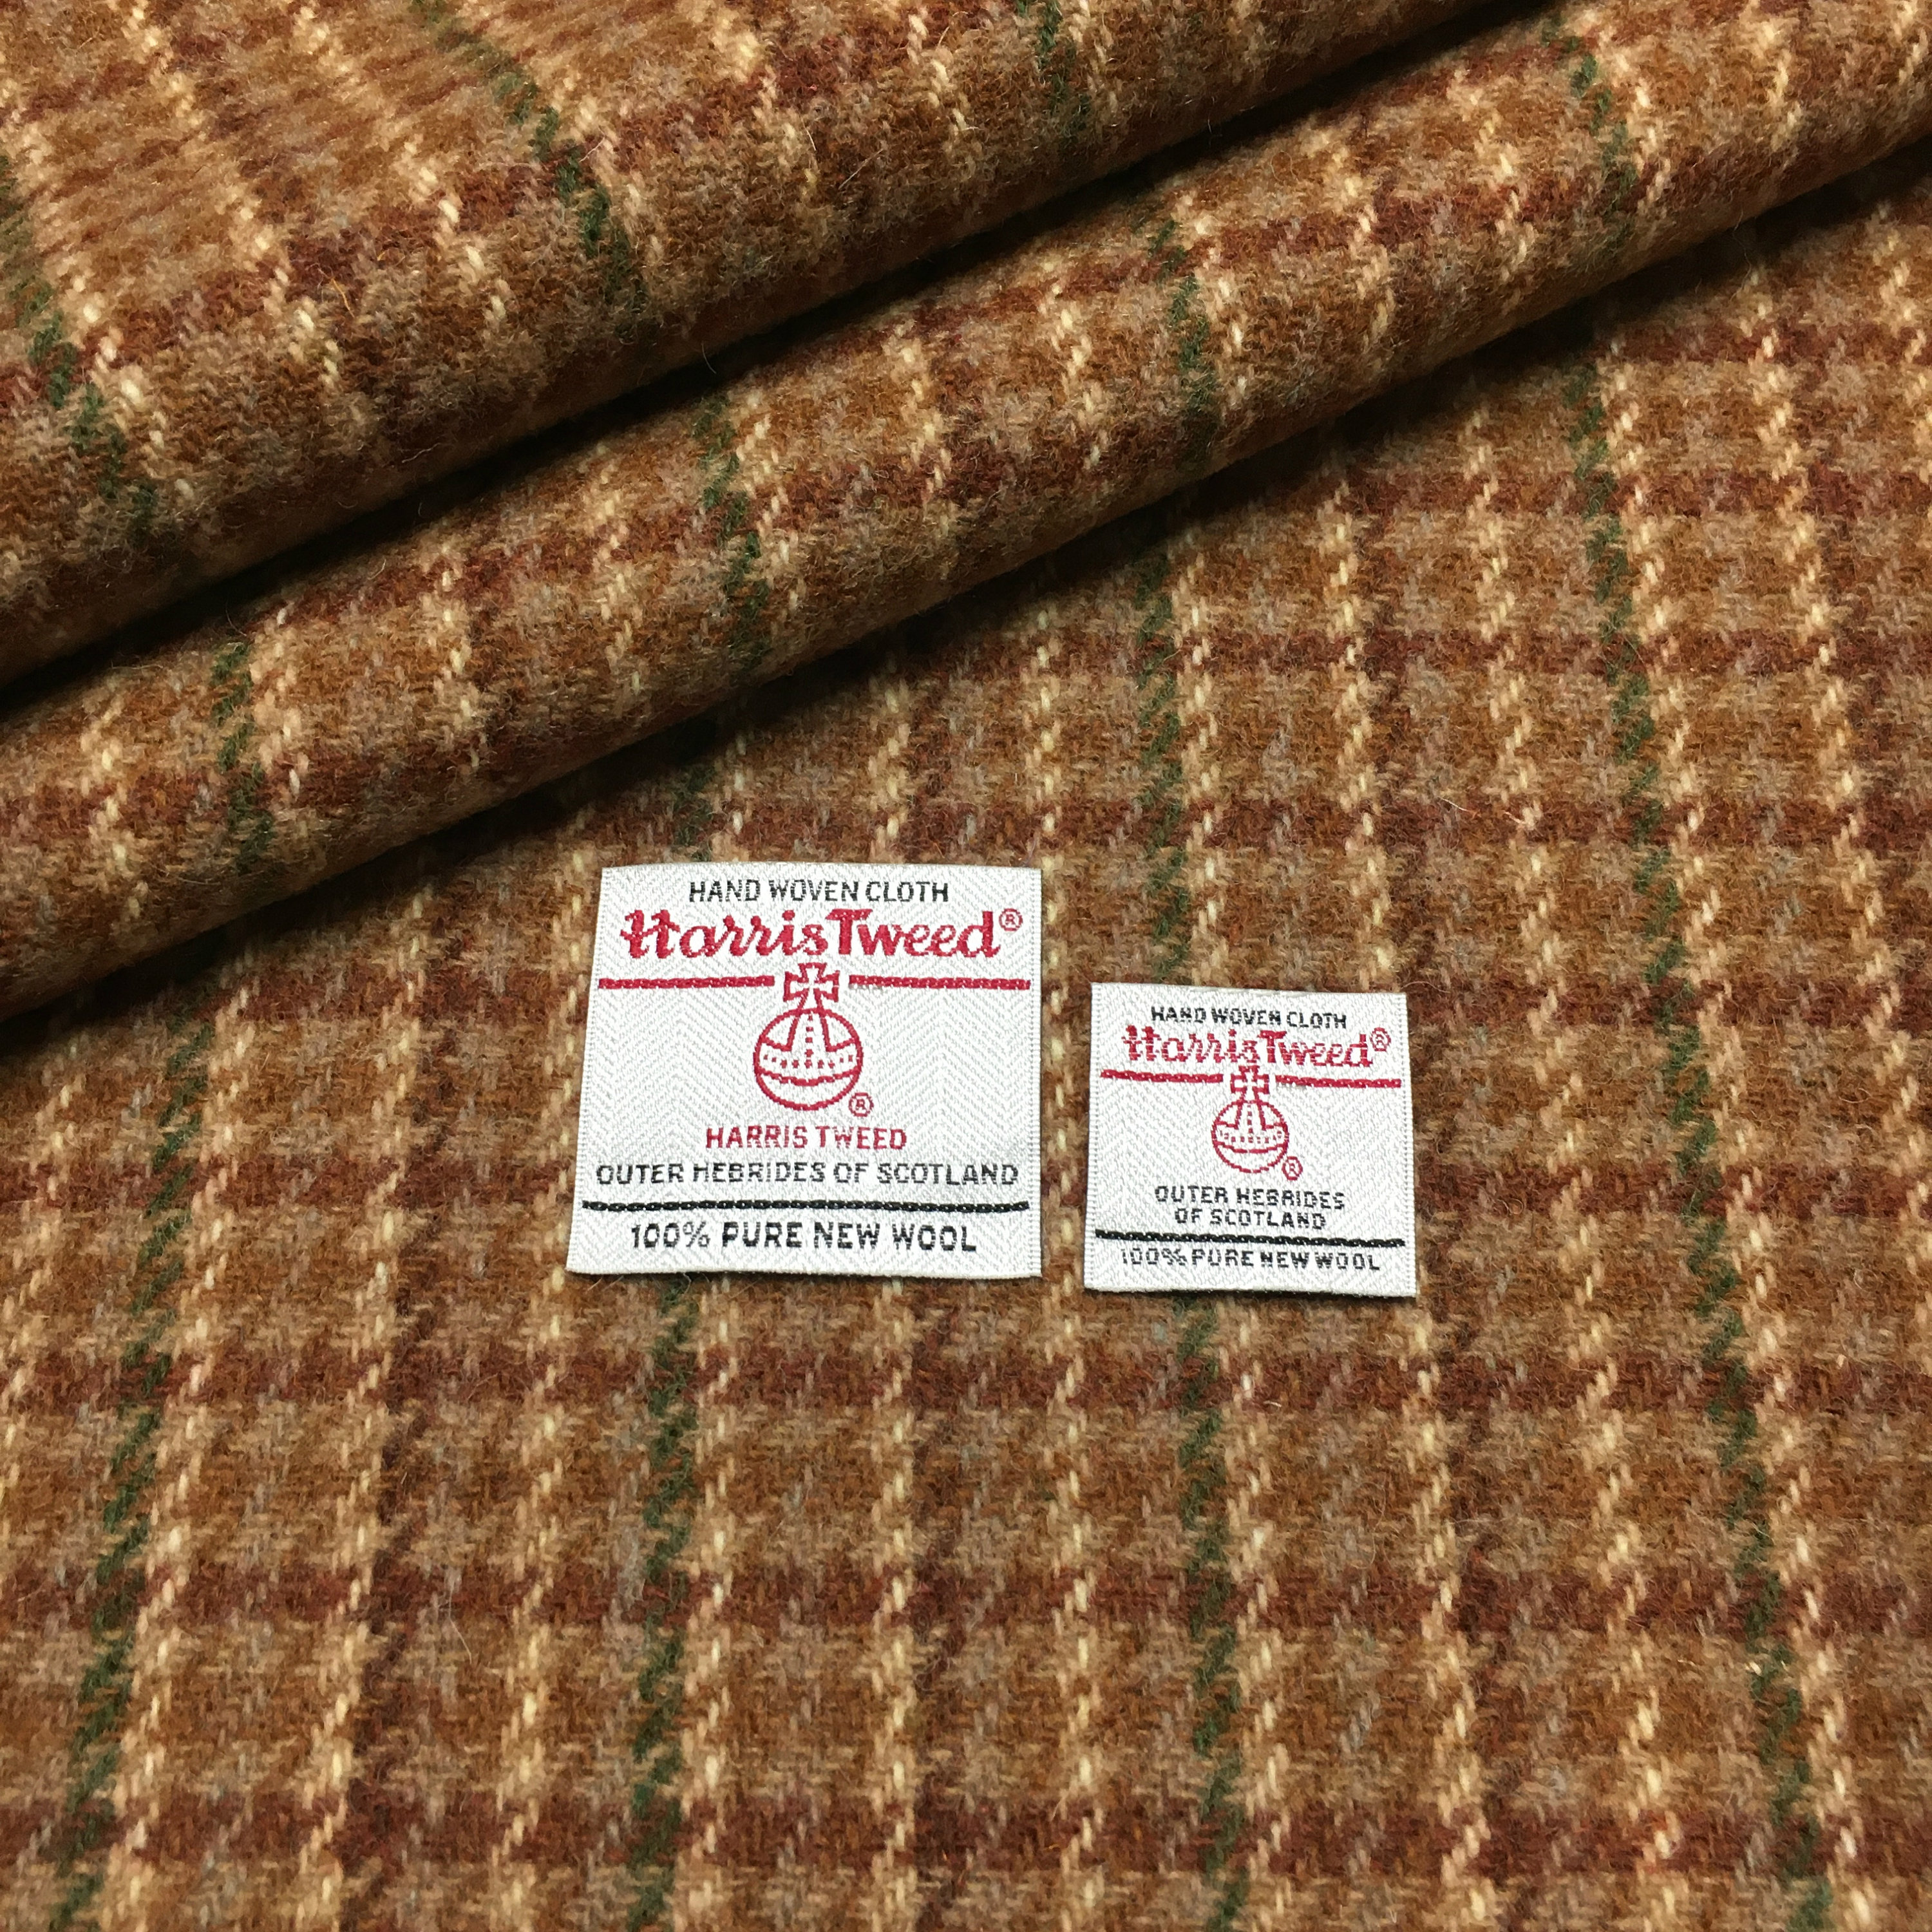 HAND WOVEN CLOTH
Harris Tweed®
®
HARRIS TWEED
OUTER HEBRIDES OF SCOTLAND
100% PURE NEW WOOL
HAND WOVEN CLOTH
Harris Tweed®
®
OUTER HEBRIDES
OF SCOTLAND
100% PURE NEW WOOL